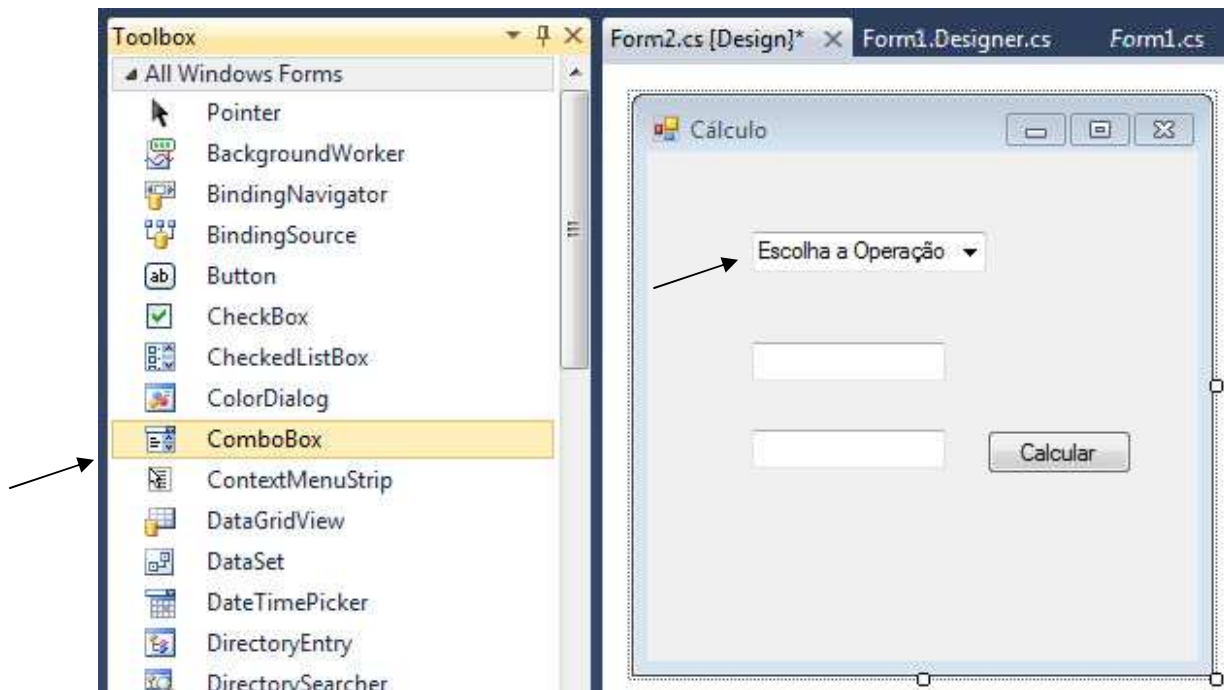 Toolbox
All Windows Forms
Pointer
BackgroundWorker
BindingNavigator
BindingSource
ab Button
CheckBox
CheckedListBox
ColorDialog
ComboBox
ContextMenuStrip
DataGridView
DataSet
DateTimePicker
DirectoryEntry
DirectorySearcher
Form2.cs [Design]* Form1.Designer.cs Form1.cs
Cálculo
Escolha a Operação
Calcular